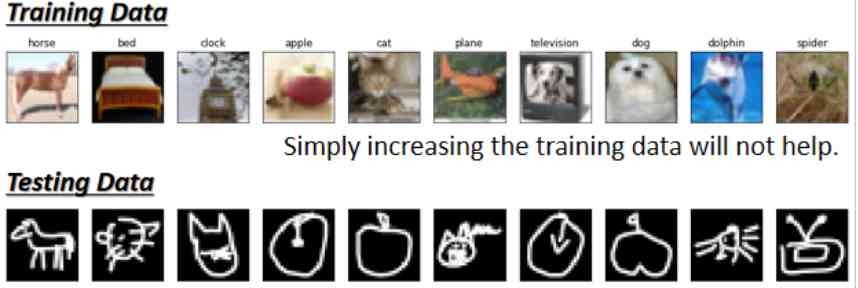 Training Data
horse bed clock apple cat plane television dog dolphin spider
Simply increasing the training data will not help.
Testing Data